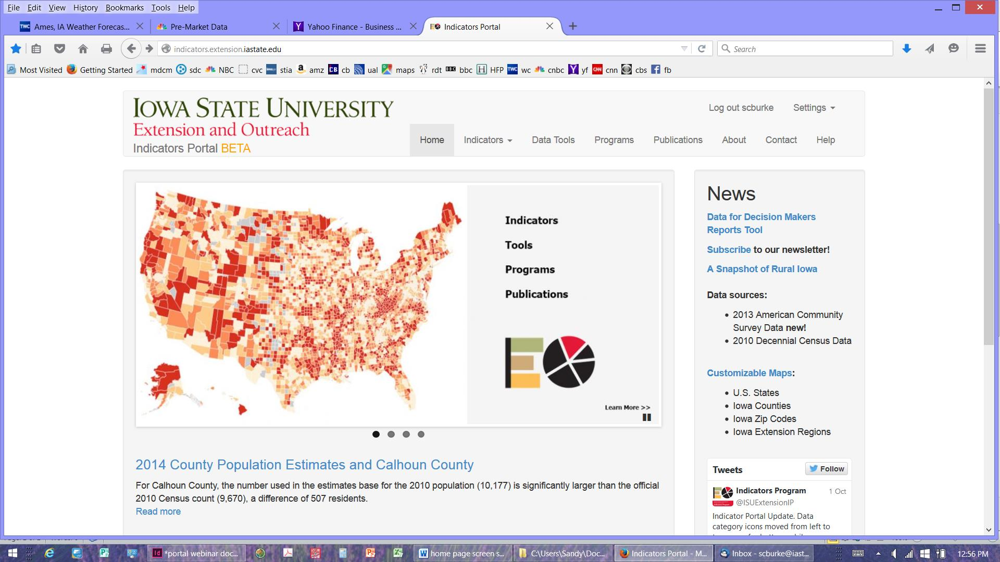 File Edit View History Bookmarks Tools Help
Ames, IA Weather Forecas... Pre-Market Data Yahoo Finance - Business ... Indicators Portal
indicators.extension.iastate.edu Search
Most Visited Getting Started mdcm sdc NBC cvc stia amz cb ual maps rdt bbc HFP wc cnbc yf cnn cbs fb
IOWA STATE UNIVERSITY
Extension and Outreach
Indicators Portal BETA
Log out scburke Settings
Home Indicators Data Tools Programs Publications About Contact Help
Indicators
Tools
Programs
Publications
Learn More >>
2014 County Population Estimates and Calhoun County
For Calhoun County, the number used in the estimates base for the 2010 population (10,177) is significantly larger than the official
2010 Census count (9,670), a difference of 507 residents.
Read more
News
Data for Decision Makers
Reports Tool
Subscribe to our newsletter!
A Snapshot of Rural Iowa
Data sources:
2013 American Community
Survey Data new!
2010 Decennial Census Data
Customizable Maps:
U.S. States
Iowa Counties
Iowa Zip Codes
Iowa Extension Regions
Tweets Follow
Indicators Program 1 Oct
@ISUExtensionIP
Indicator Portal Update. Data
category icons moved from left to
*portal webinar doc... home page screen s... C:\Users\Sandy\Doc... Indicators Portal - M... Inbox - scburke@iast... 12:56 PM